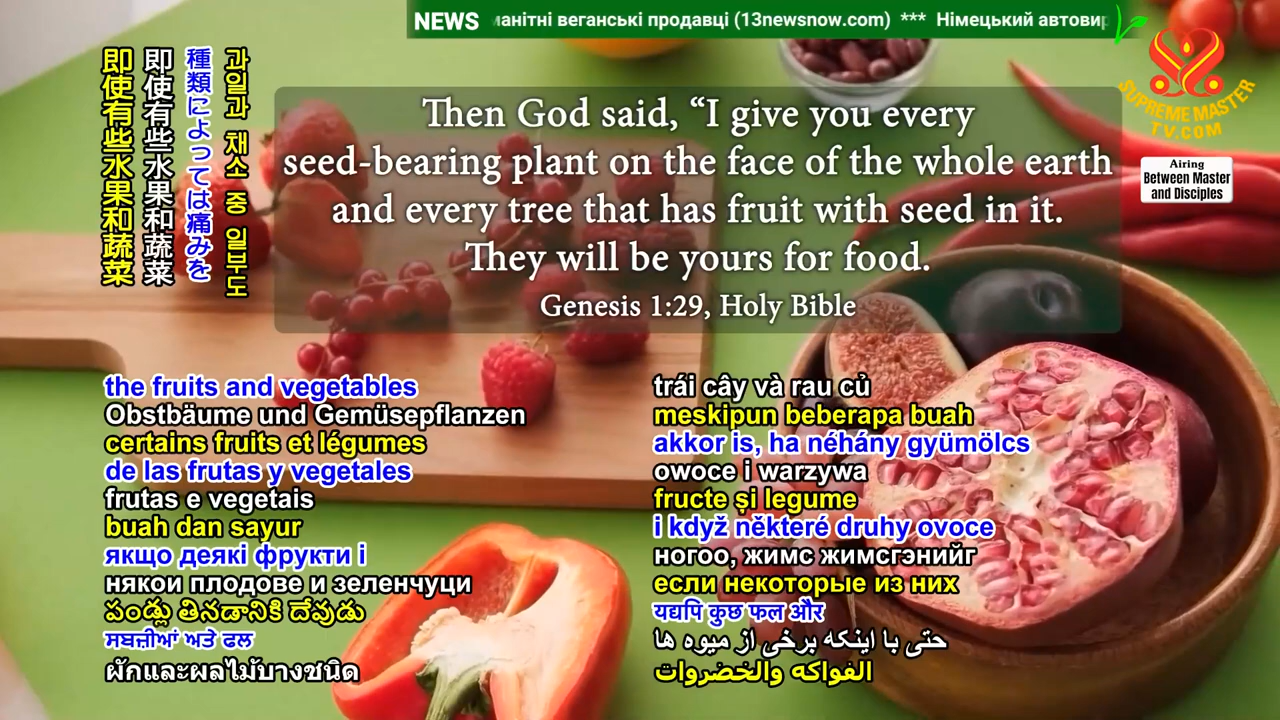 NEWS манітні веганські продавці (13newsnow.com) *** Німецький автовир
SUPREME MASTER
TV.COM
Airing
Between Master
and Disciples
即使有些水果和蔬菜
即使有些水果和蔬菜
種類によっては痛みを
과일과 채소 중 일부도
Then God said, “I give you every
seed-bearing plant on the face of the whole earth
and every tree that has fruit with seed in it.
They will be yours for food.
Genesis 1:29, Holy Bible
the fruits and vegetables
Obstbäume und Gemüsepflanzen
certains fruits et légumes
de las frutas y vegetales
frutas e vegetais
buah dan sayur
якщо деякі фрукти і
някои плодове и зеленчуци
పండ్లు తినడానికి దేవుడు
ਸਬਜ਼ੀਆਂ ਅਤੇ ਫਲ
ผักและผลไม้บางชนิด
trái cây và rau củ
meskipun beberapa buah
akkor is, ha néhány gyümölcs
owoce i warzywa
fructe și legume
i když některé druhy ovoce
ногоо, жимс жимсгэнийг
если некоторые из них
यद्यपि कुछ फल और
حتی با اینکه برخی از میوه ها
الفواكه والخضروات